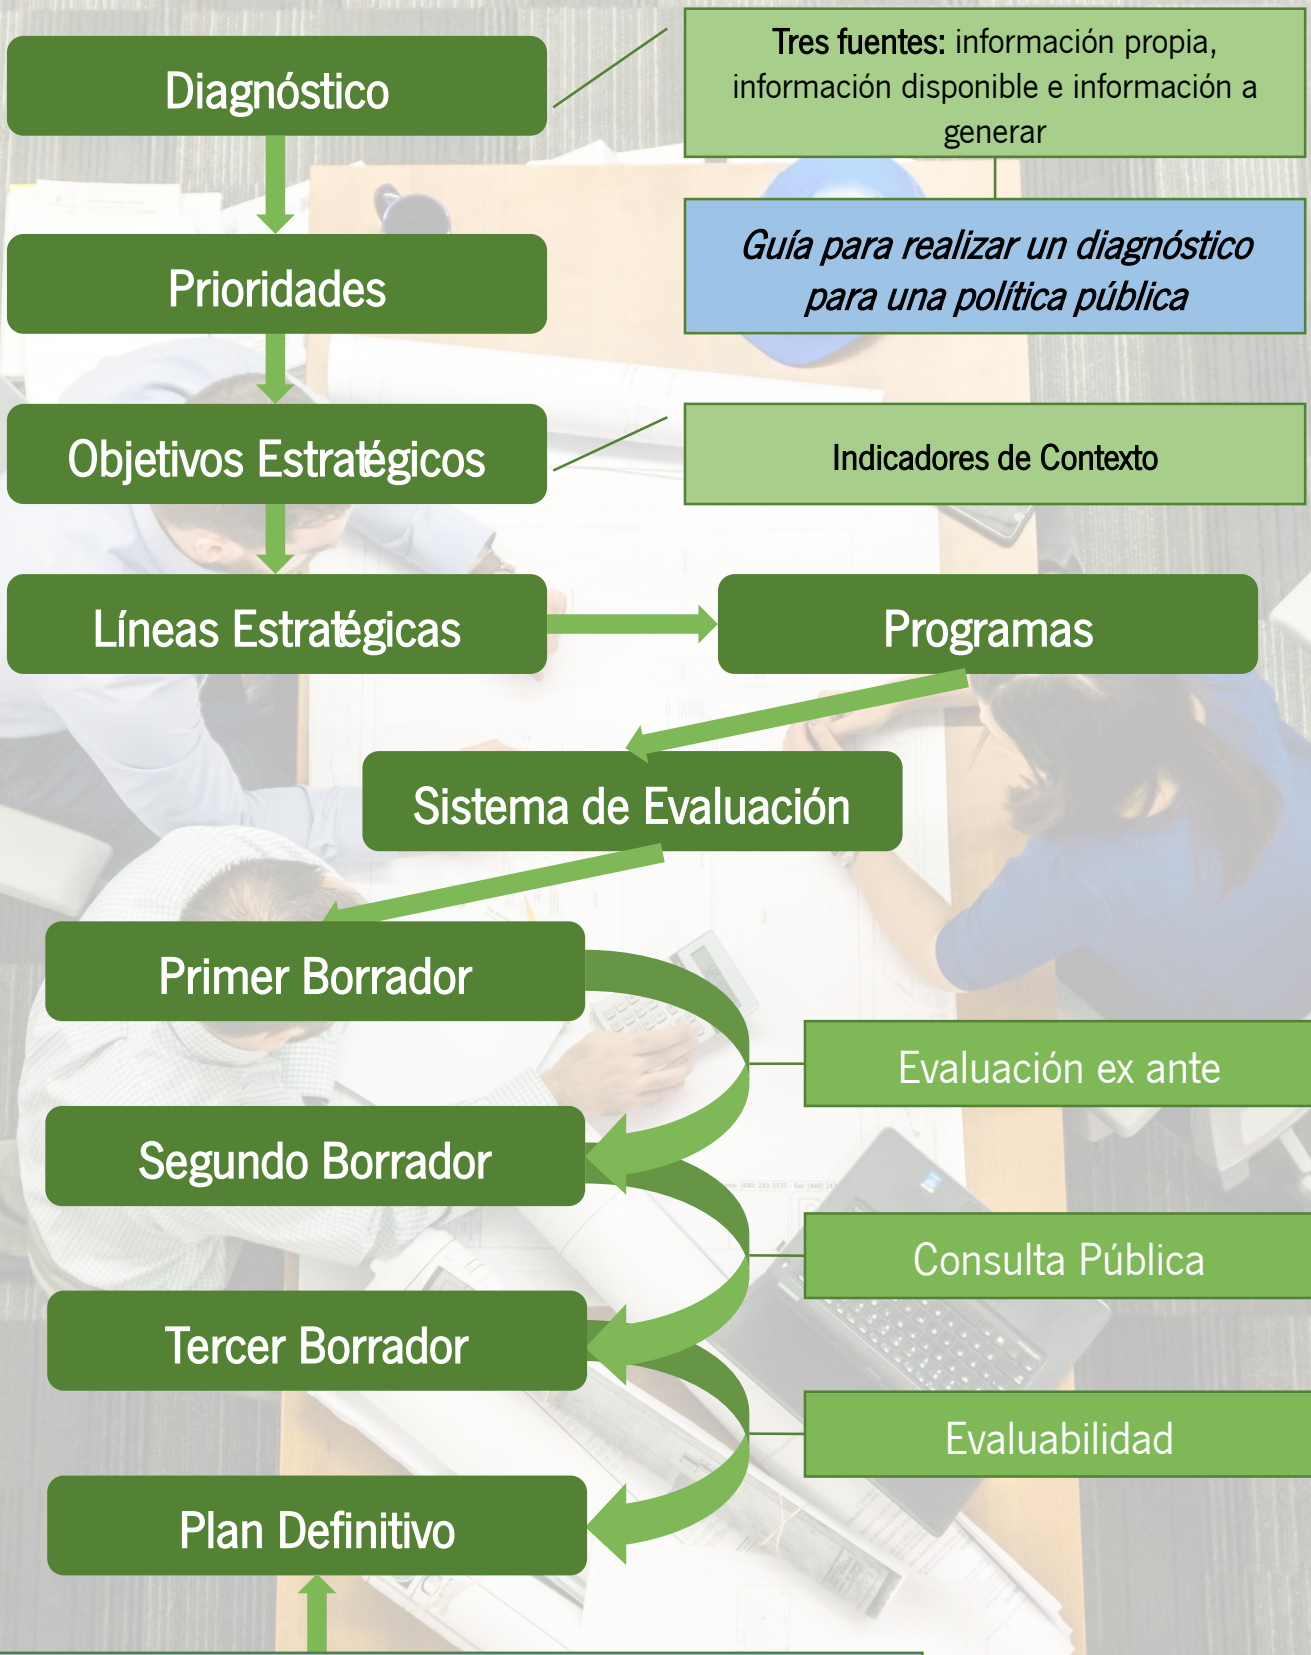 Diagnóstico
Tres fuentes: información propia,
información disponible e información a
generar
Prioridades
Guía para realizar un diagnóstico
para una política pública
Objetivos Estratégicos
Indicadores de Contexto
Líneas Estratégicas
Programas
Sistema de Evaluación
Primer Borrador
Evaluación ex ante
Segundo Borrador
Consulta Pública
Tercer Borrador
Evaluabilidad
Plan Definitivo